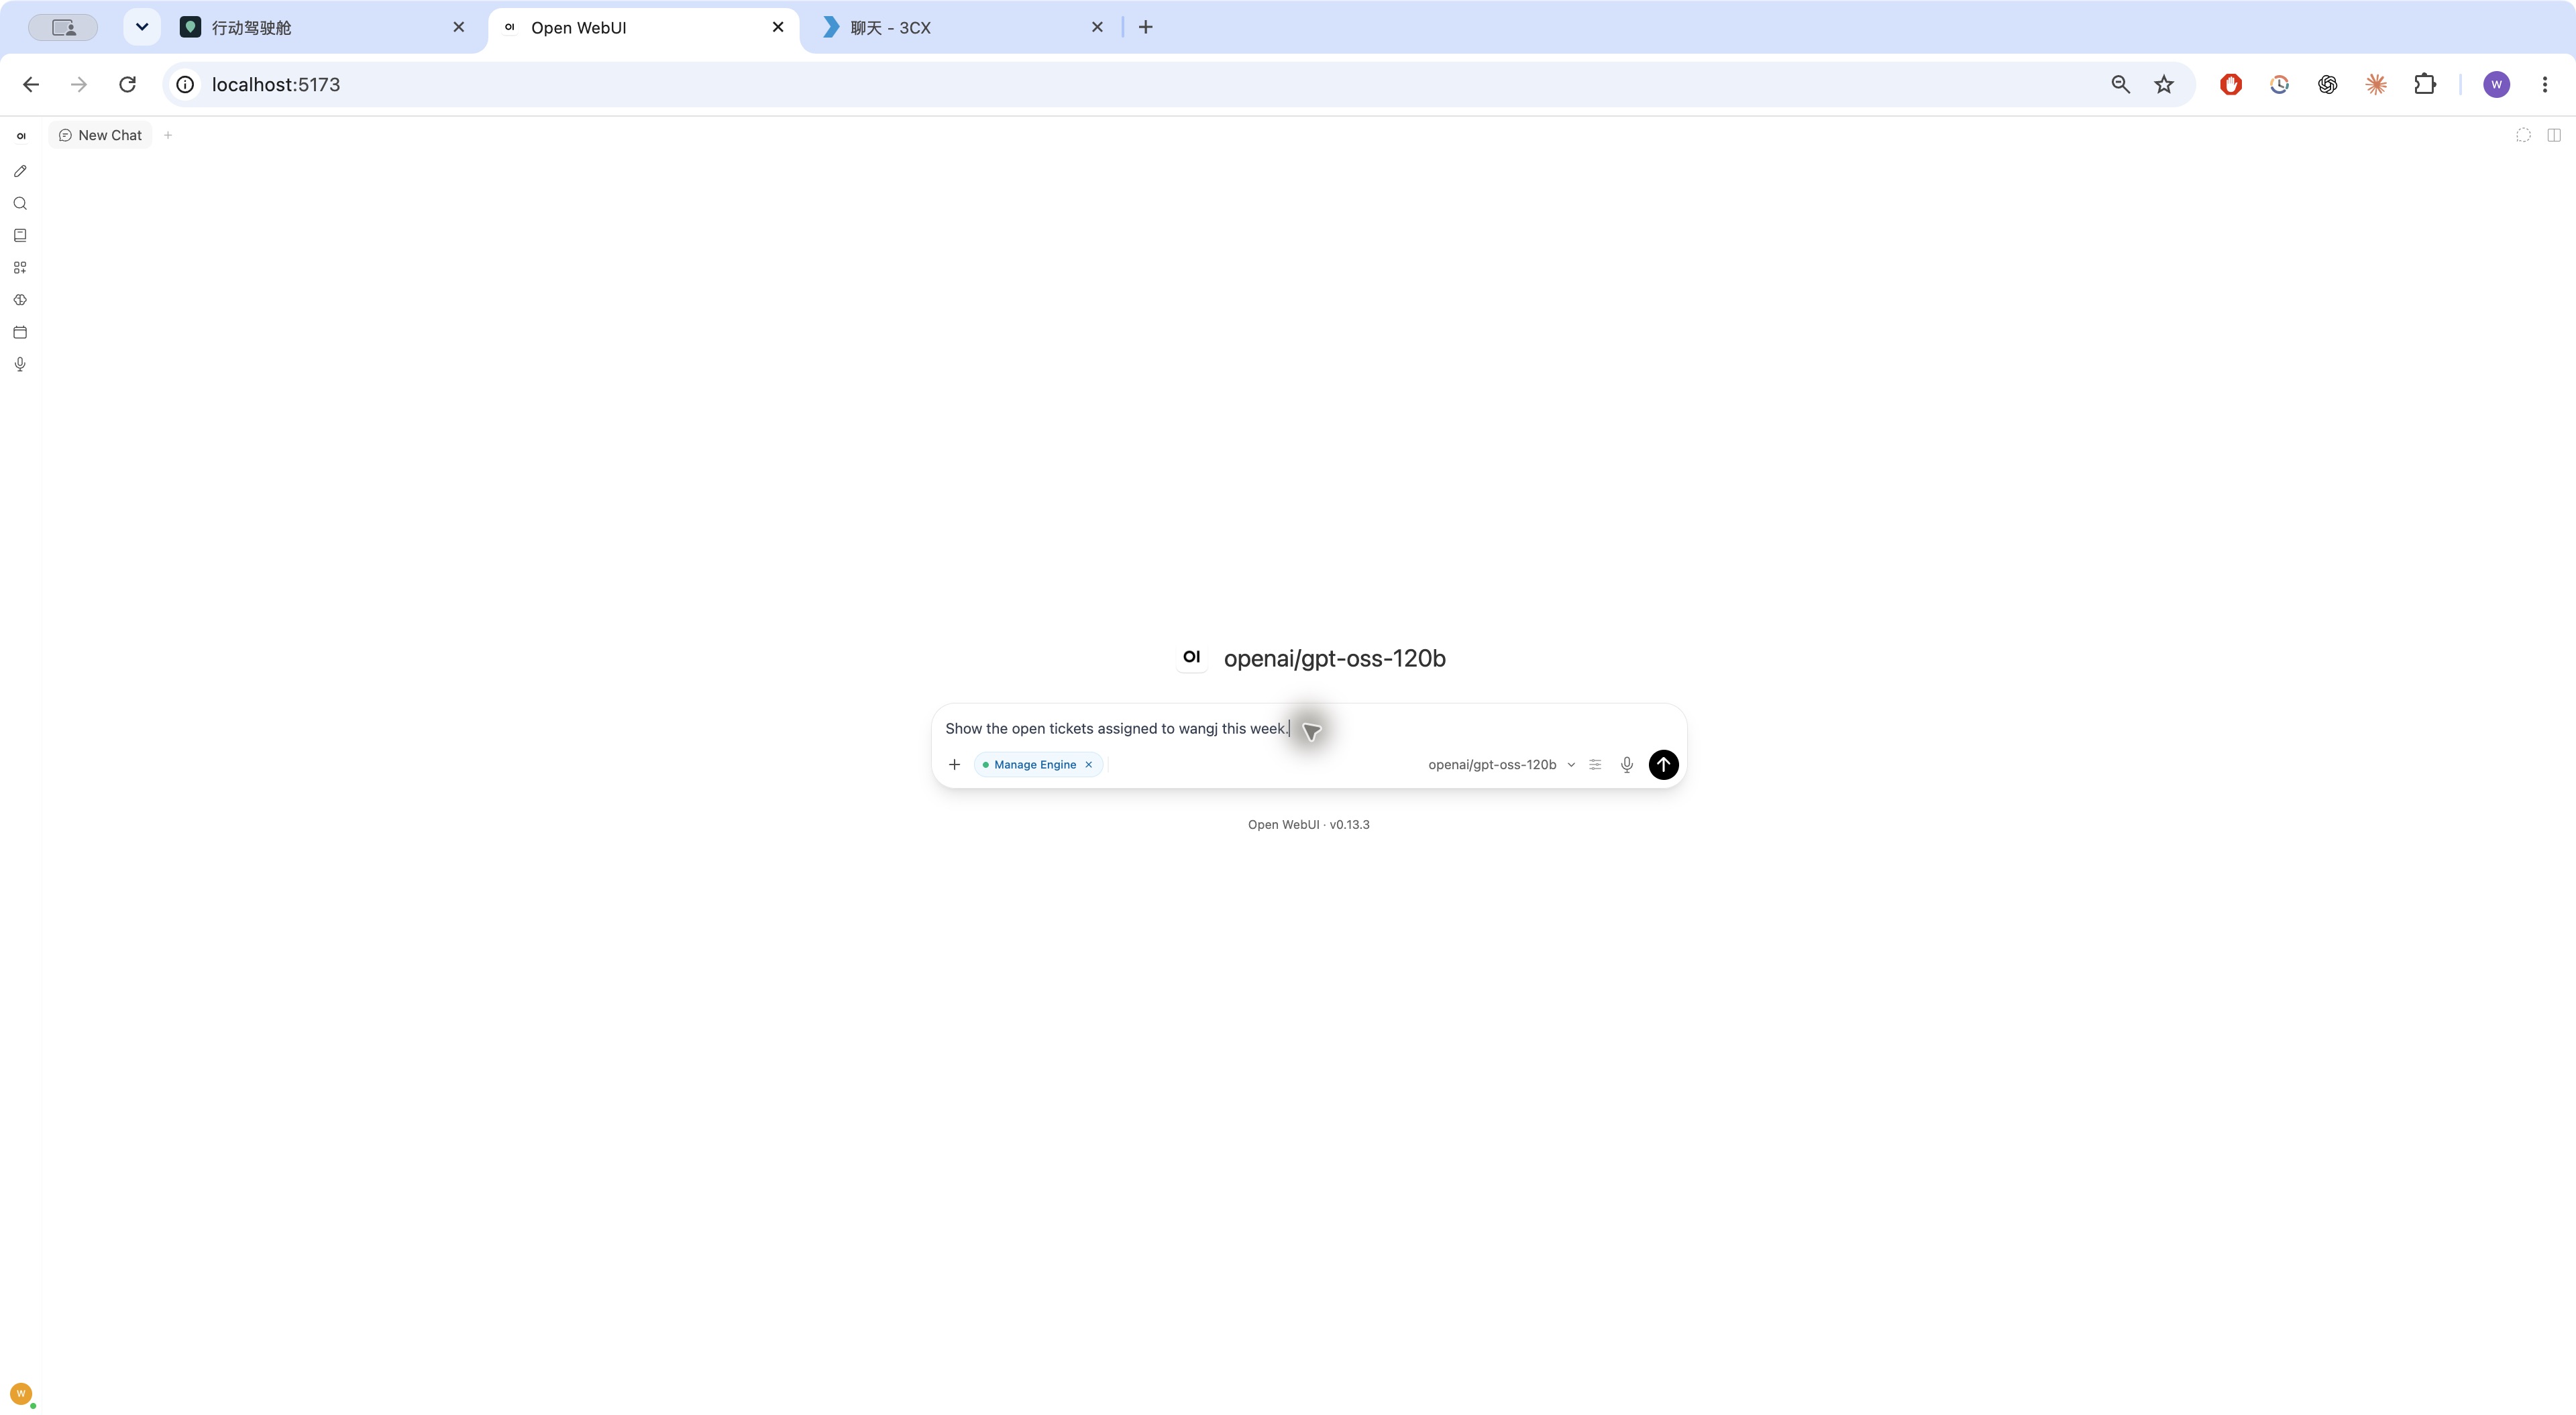 行动驾驶舱
OI Open WebUI
聊天 - 3CX
localhost:5173
W
OI
New Chat
OI openai/gpt-oss-120b
Show the open tickets assigned to wangj this week.
Manage Engine
openai/gpt-oss-120b
Open WebUI · v0.13.3
W